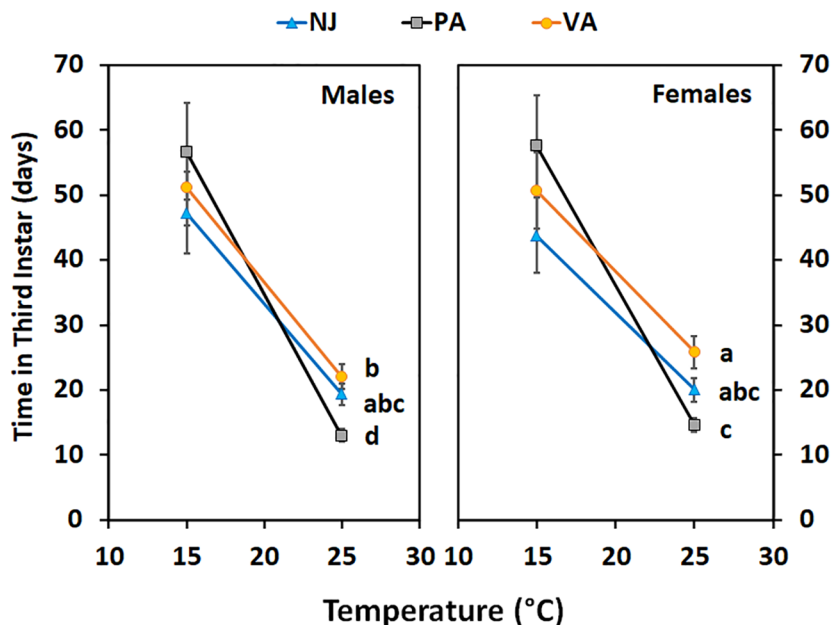 NJ PA VA
Time in Third Instar (days)
70 Males Females 70
60 60
50 50
40 40
30 30
20 b abc d a abc c 20
10 10
0 0
10 15 20 25 30 10 15 20 25 30
Temperature (°C)